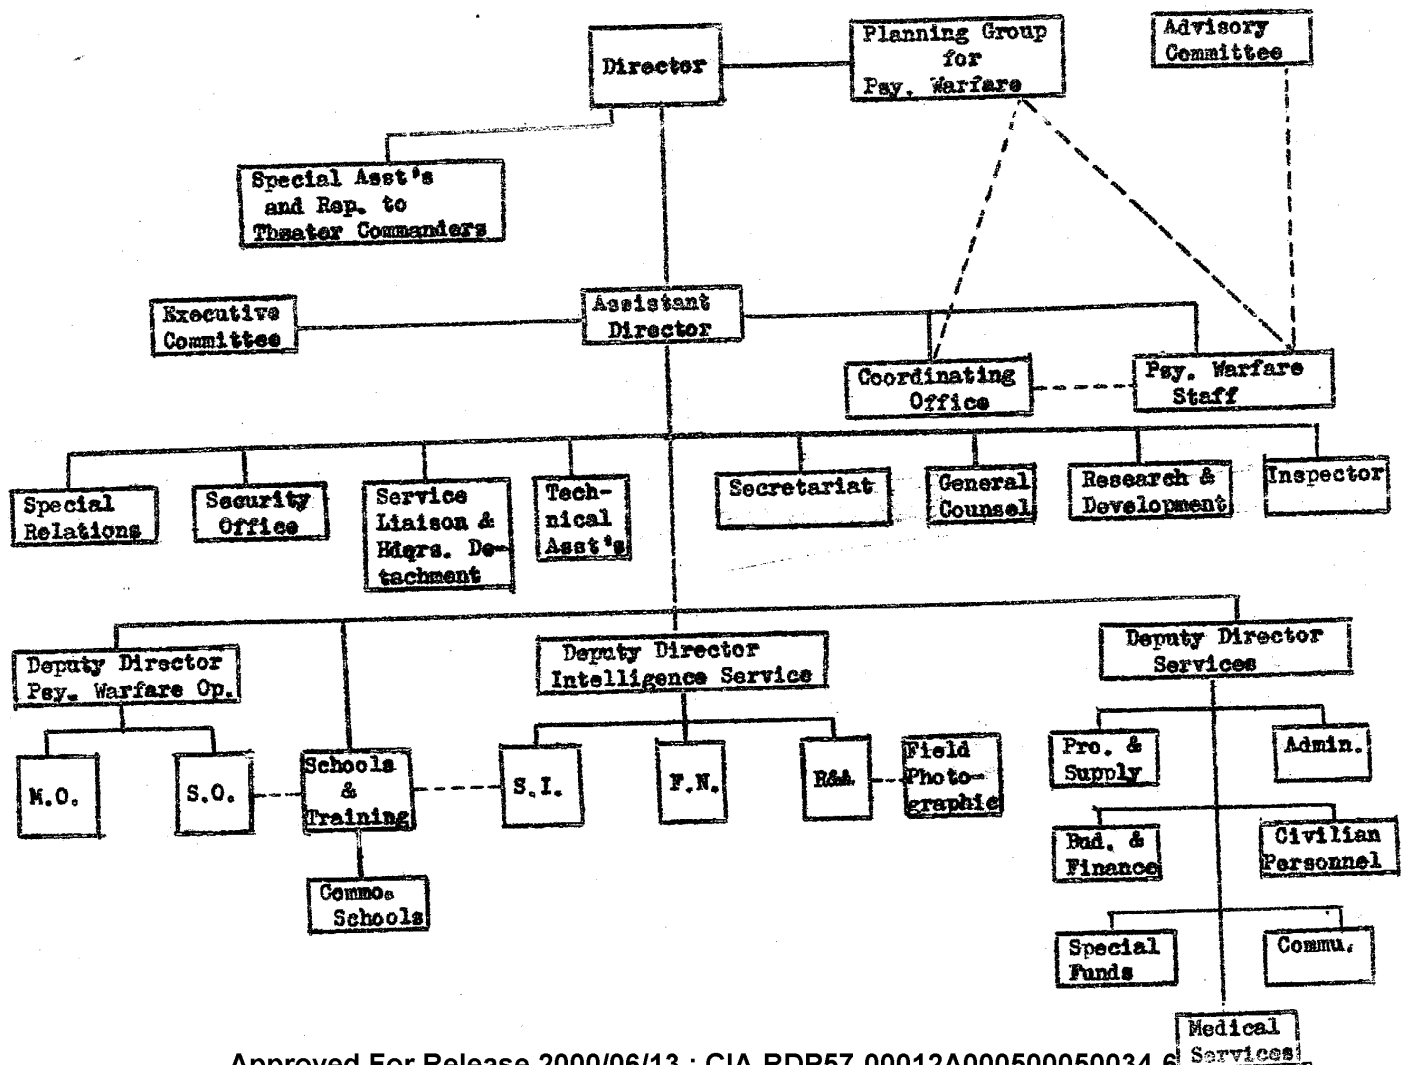 Director
Planning Group
for
Psy. Warfare
Advisory
Committee
Special Asst's
and Rep. to
Theater Commanders
Executive
Committee
Assistant
Director
Coordinating
Office
Psy. Warfare
Staff
Special
Relations
Security
Office
Service
Liaison &
Hdqrs. De-
tachment
Tech-
nical
Asst's
Secretariat
General
Counsel
Research &
Development
Inspector
Deputy Director
Psy. Warfare Op.
Deputy Director
Intelligence Service
Deputy Director
Services
M.O.
S.O.
Schools
&
Training
S.I.
F.N.
R&A
Field
Photo-
graphic
Pro. &
Supply
Admin.
Bud. &
Finance
Civilian
Personnel
Commo.
Schools
Special
Funds
Commu.
Medical
Services
Approved For Release 2000/06/13 : CIA-RDP57-00012A000500050034-6